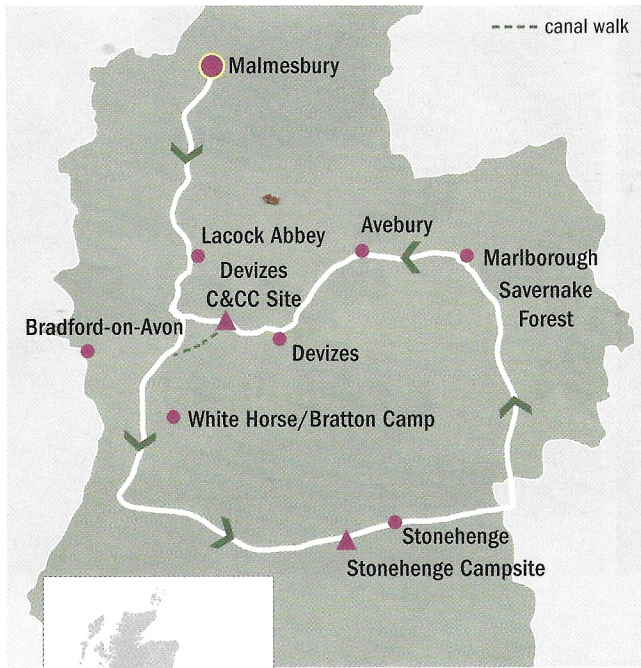 canal walk
Malmesbury
Avebury
Lacock Abbey
Marlborough
Devizes
C&CC Site
Savernake
Forest
Bradford-on-Avon
Devizes
White Horse/Bratton Camp
Stonehenge
Stonehenge Campsite